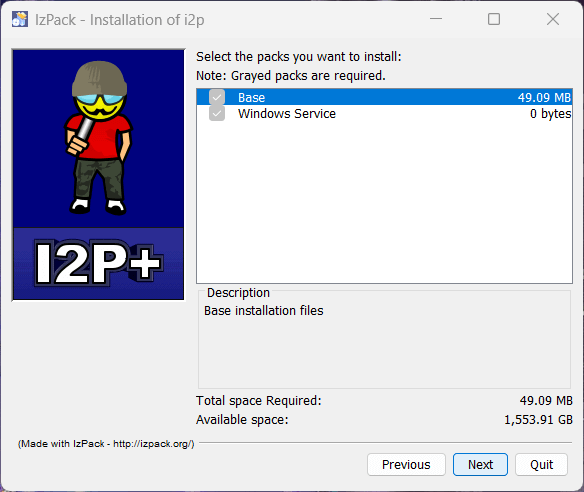 IzPack - Installation of i2p
Select the packs you want to install:
Note: Grayed packs are required.
Base 49.09 MB
Windows Service 0 bytes
I2P+
Description
Base installation files
Total space Required: 49.09 MB
Available space: 1,553.91 GB
(Made with IzPack - http://izpack.org/)
Previous Next Quit